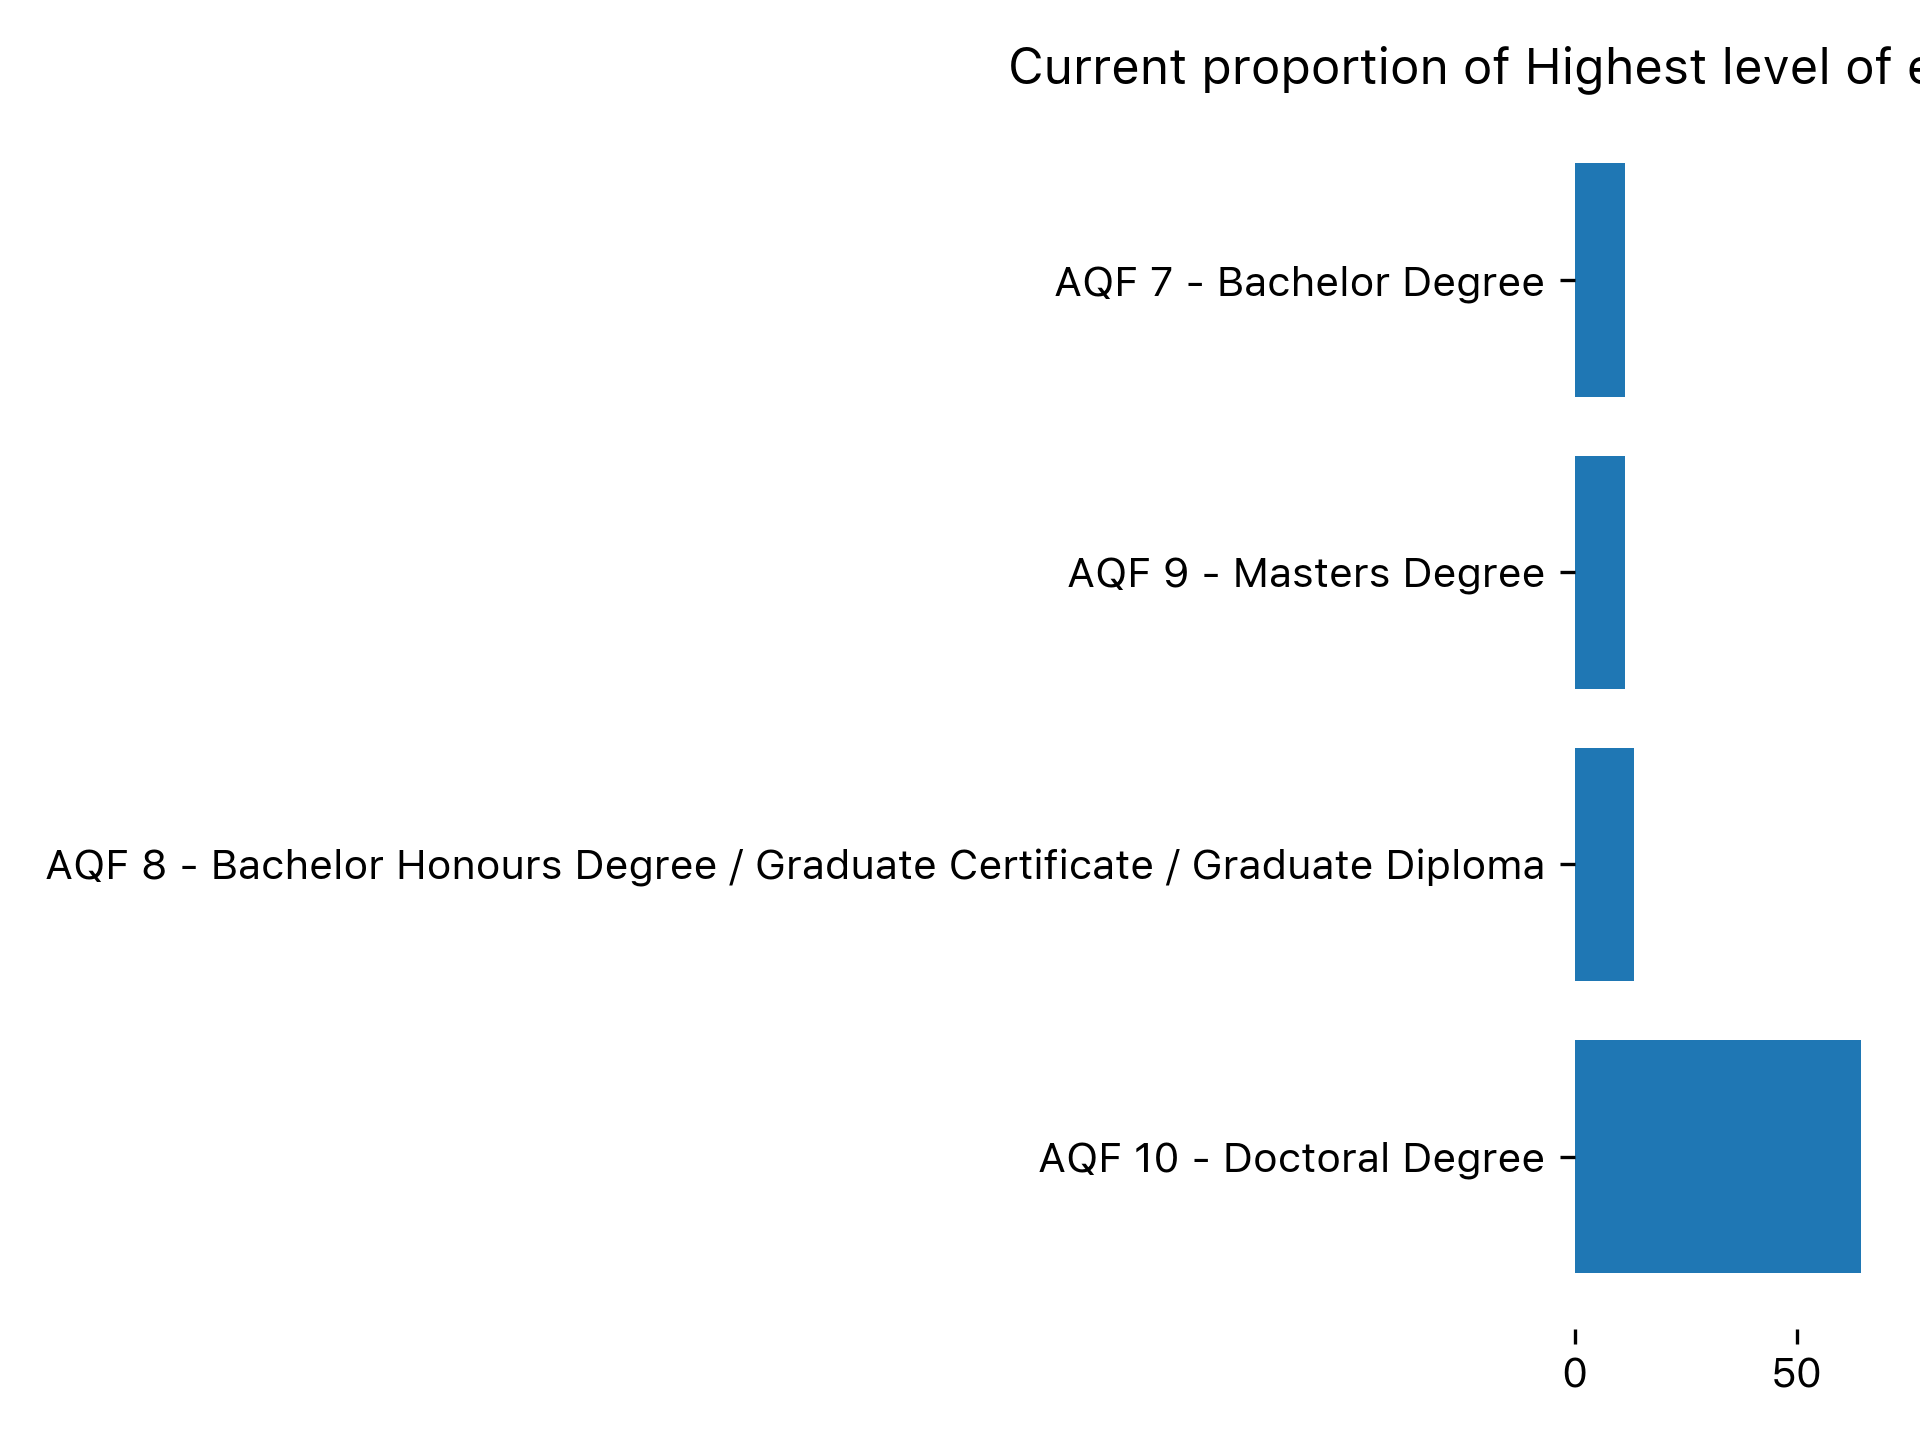 Current proportion of Highest level of
AQF 7 - Bachelor Degree
AQF 9 - Masters Degree
AQF 8 - Bachelor Honours Degree / Graduate Certificate / Graduate Diploma
AQF 10 - Doctoral Degree
0 50